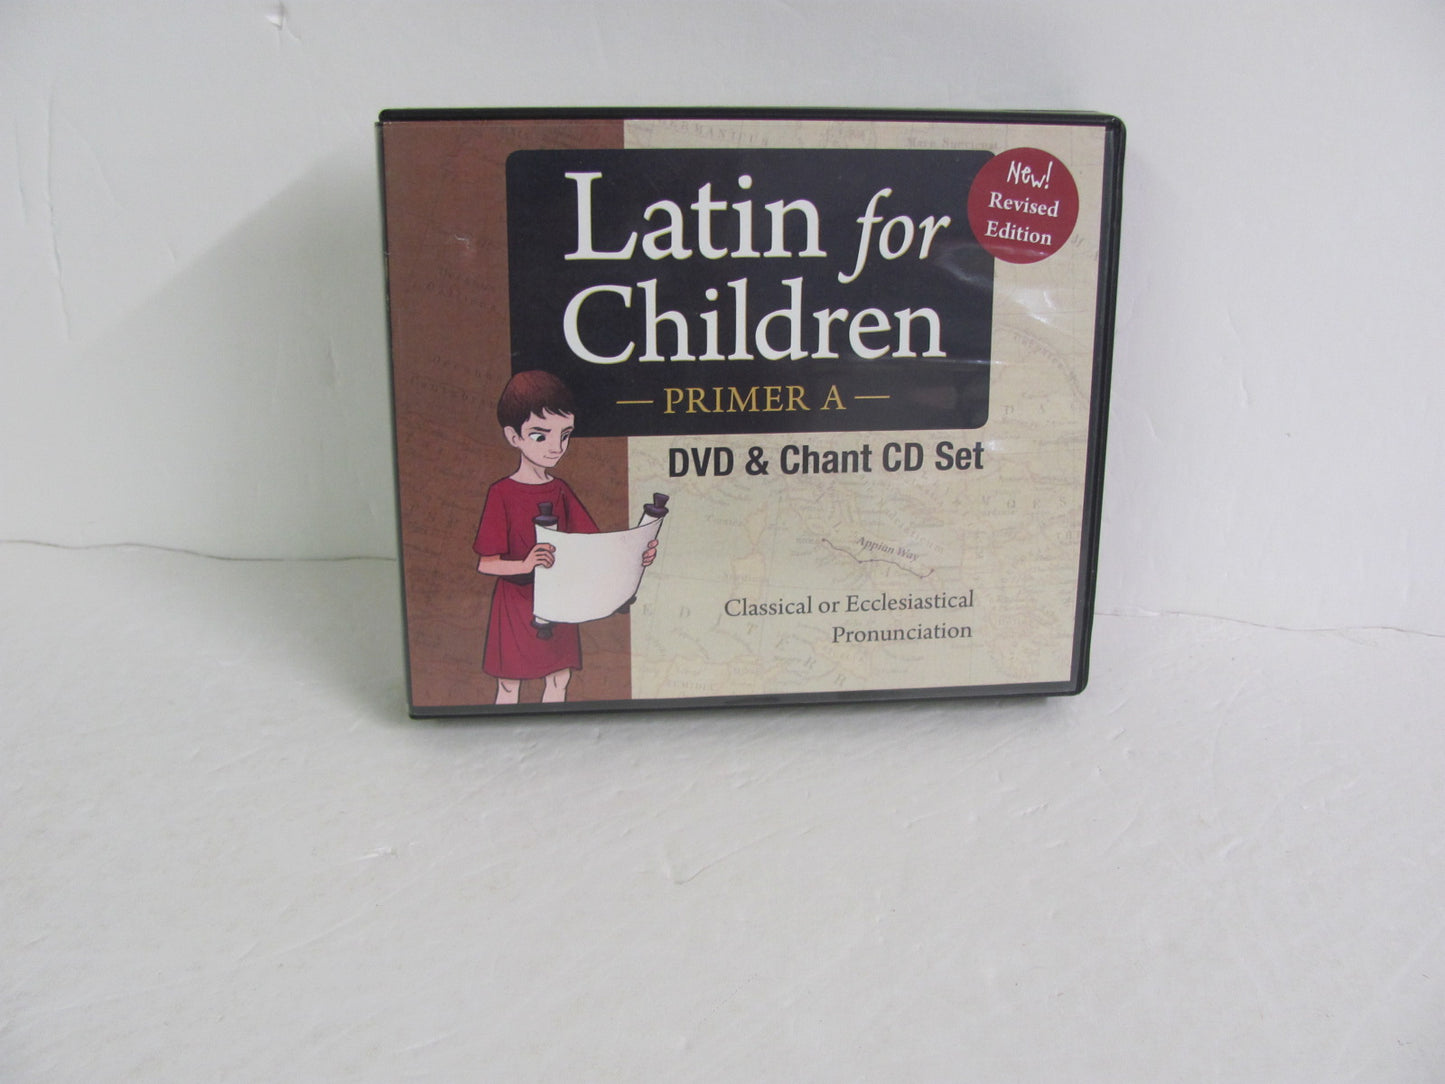 Latin for
Children
— PRIMER A —
DVD & Chant CD Set
New!
Revised
Edition
Appian Way
Classical or Ecclesiastical
Pronunciation